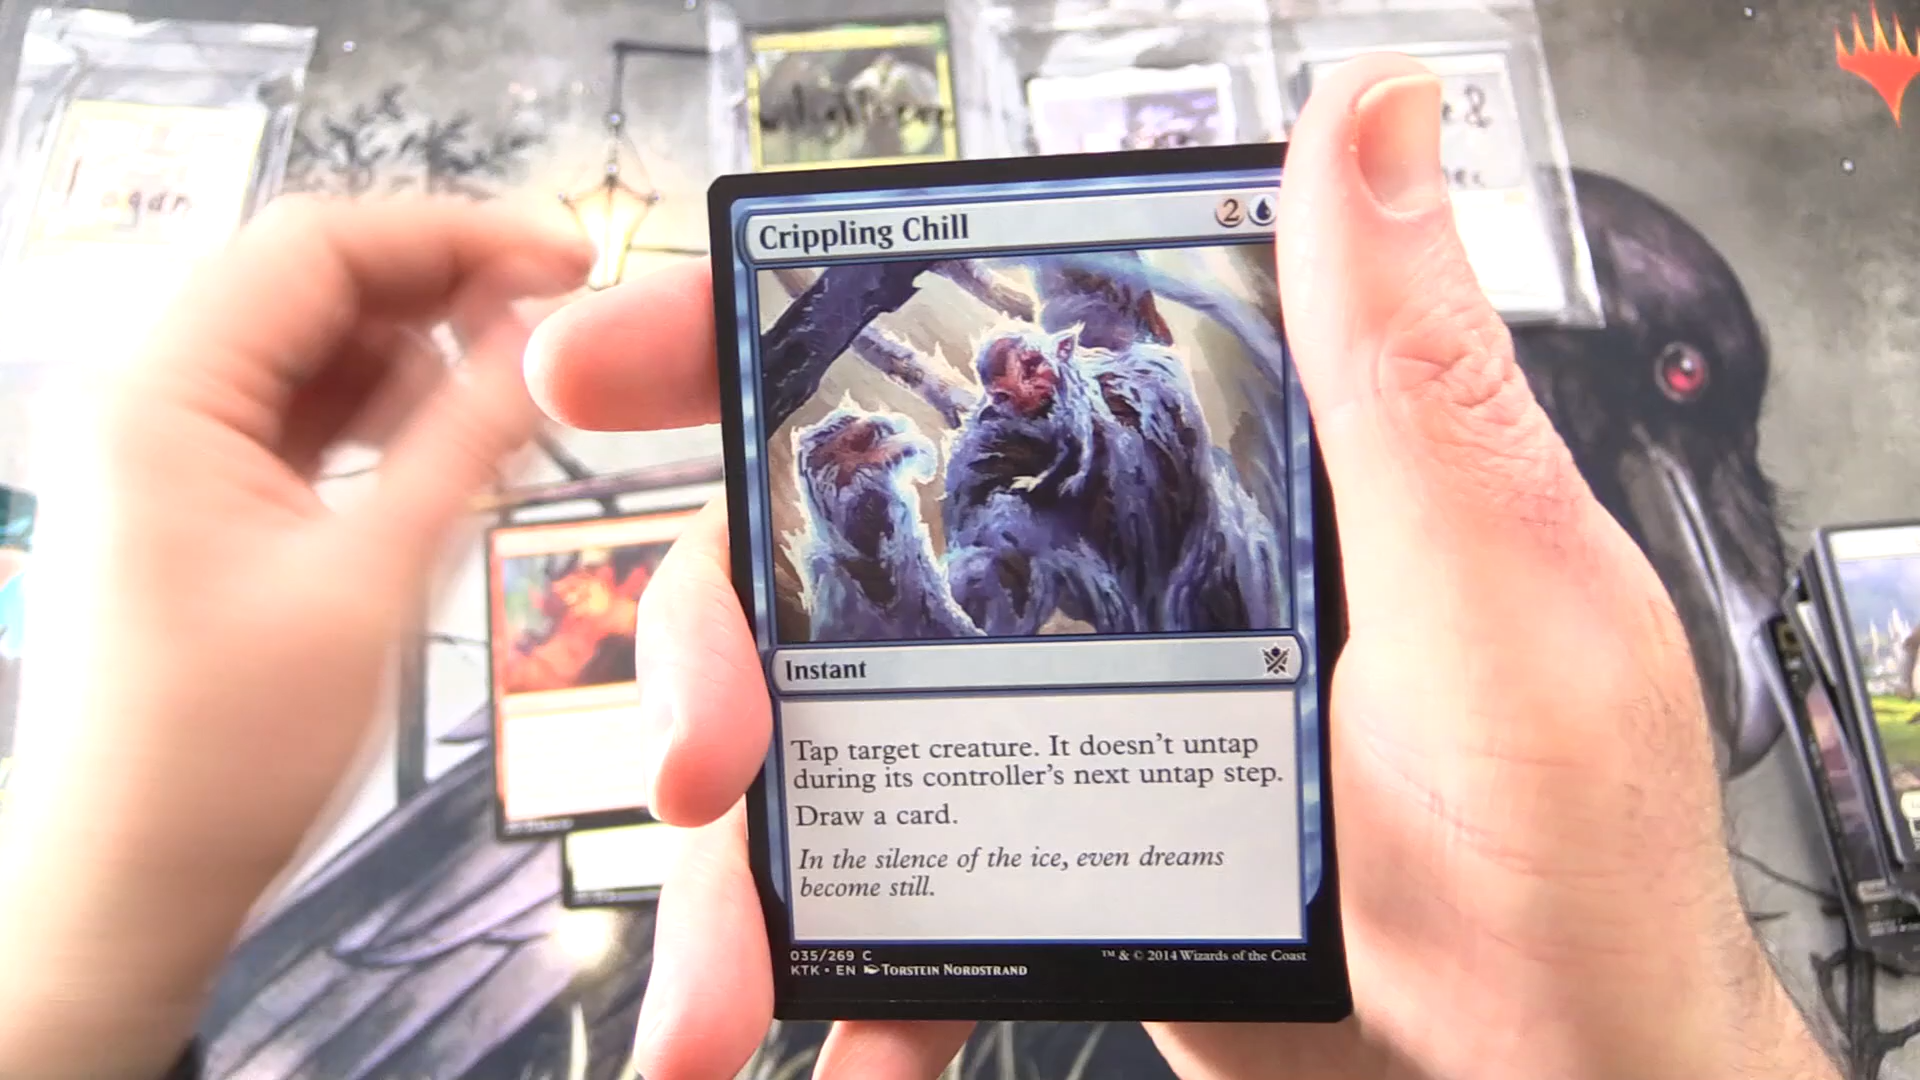 Crippling Chill
2
Instant
Tap target creature. It doesn't untap
during its controller's next untap step.
Draw a card.
In the silence of the ice, even dreams
become still.
035/269 C
KTK • EN Torstein Nordstrand
™ & © 2014 Wizards of the Coast